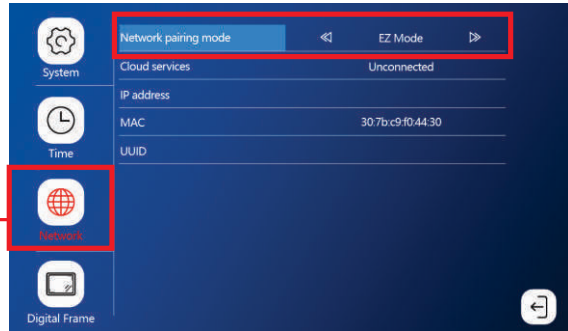 System
Time
Network
Digital Frame
Network pairing mode EZ Mode
Cloud services Unconnected
IP address
MAC 30:7b:c9:f0:44:30
UUID